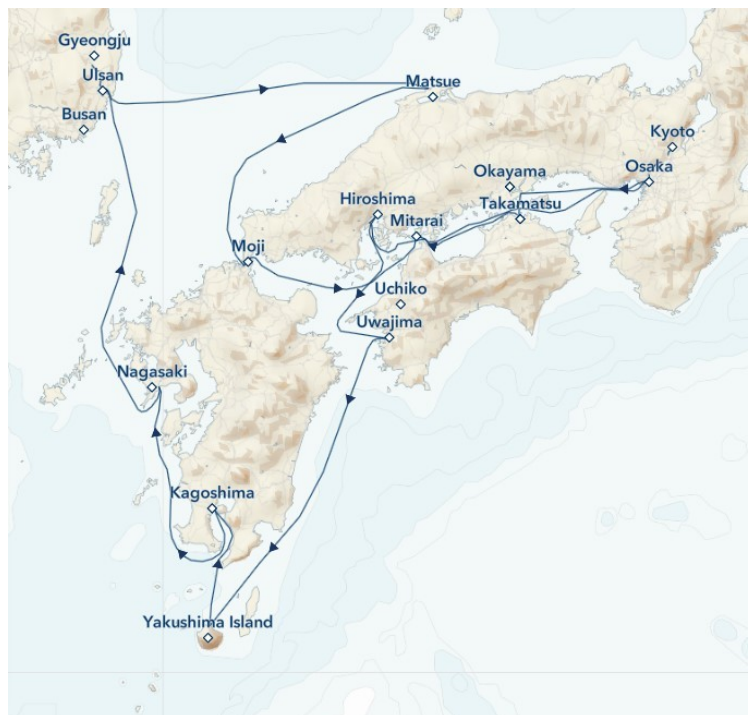 Gyeongju
Ulsan
Busan
Matsue
Kyoto
Osaka
Okayama
Takamatsu
Hiroshima
Mitarai
Moji
Uchiko
Uwajima
Nagasaki
Kagoshima
Yakushima Island